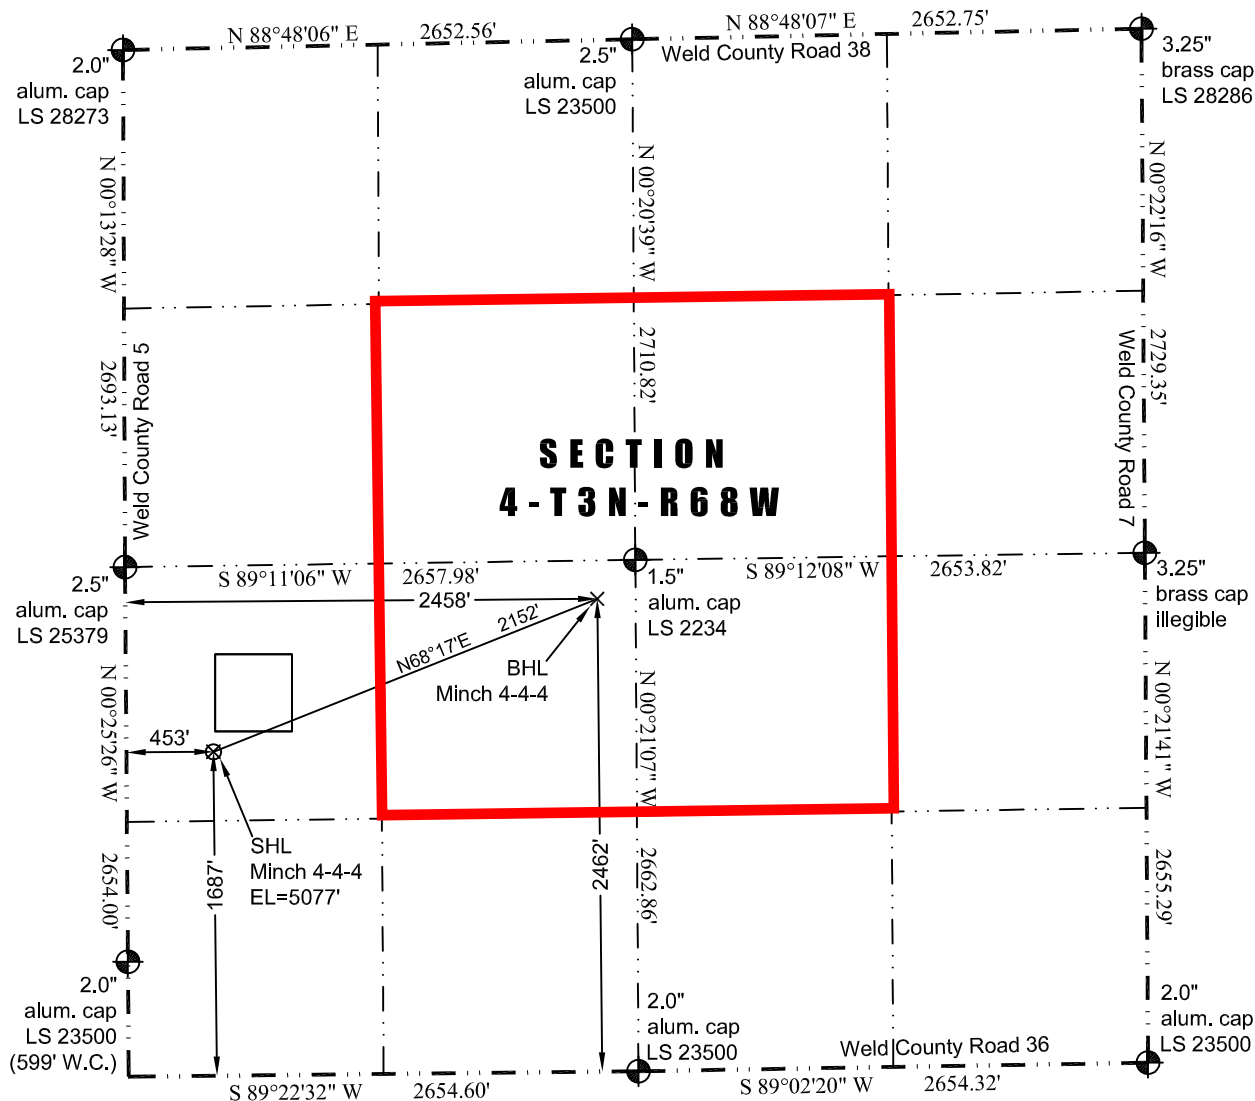 N 88°48'06" E
2652.56'
N 88°48'07" E
2652.75'
Weld County Road 38
2.0"
alum. cap
LS 28273
2.5"
alum. cap
LS 23500
3.25"
brass cap
LS 28286
N 00°13'28" W
2693.13'
Weld County Road 5
N 00°20'39" W
2710.82'
N 00°22'16" W
2729.35'
Weld County Road 7
SECTION
4-T3N-R68W
2.5"
alum. cap
LS 25379
S 89°11'06" W
2657.98'
1.5"
alum. cap
LS 2234
S 89°12'08" W
2653.82'
3.25"
brass cap
illegible
2458'
N68°17'E
2152'
BHL
Minch 4-4-4
453'
SHL
Minch 4-4-4
EL=5077'
1687'
2462'
N 00°25'26" W
2654.00'
N 00°21'07" W
2662.86'
N 00°21'41" W
2655.29'
2.0"
alum. cap
LS 23500
(599' W.C.)
2.0"
alum. cap
LS 23500
Weld County Road 36
2.0"
alum. cap
LS 23500
S 89°22'32" W
2654.60'
S 89°02'20" W
2654.32'